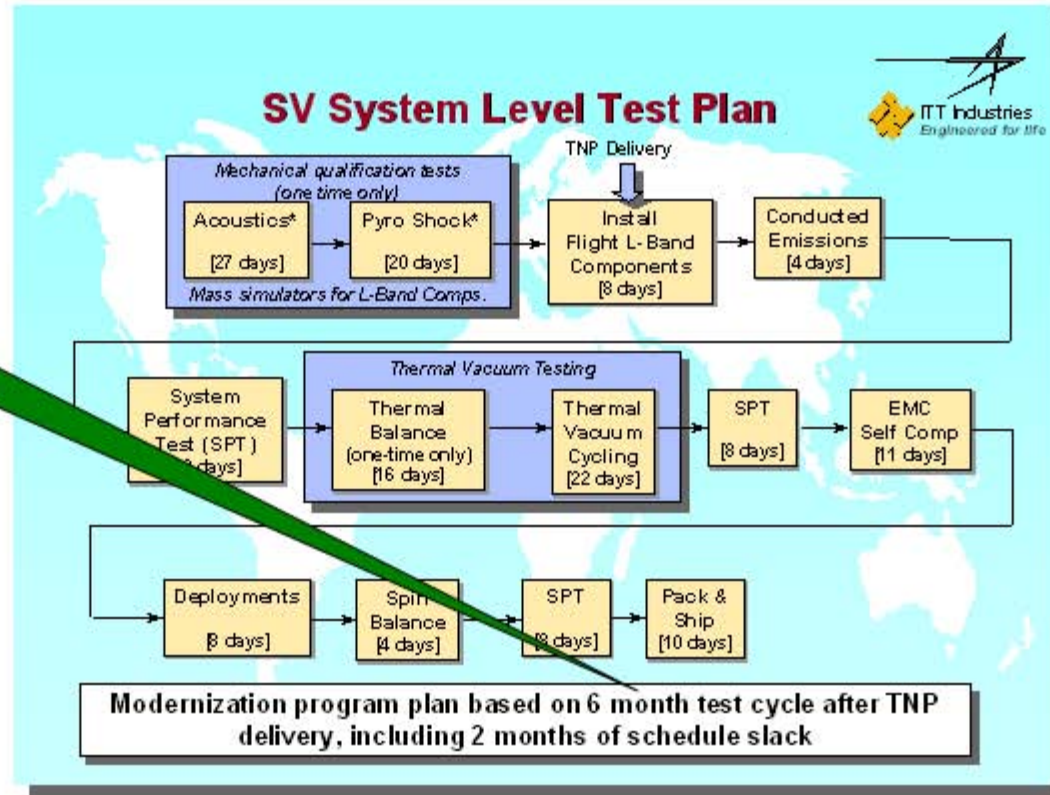 SV System Level Test Plan
ITT Industries
Engineered for life
TNP Delivery
Mechanical qualification tests
(one time only)
Acoustics*
[27 days]
Pyro Shock*
[20 days]
Mass simulators for L-Band Comps.
Install
Flight L-Band
Components
[8 days]
Conducted
Emissions
[4 days]
System
Performance
Test (SPT)
days]
Thermal Vacuum Testing
Thermal
Balance
(one-time only)
[16 days]
Thermal
Vacuum
Cycling
[22 days]
SPT
[8 days]
EMC
Self Comp
[11 days]
Deployments
[8 days]
Spin
Balance
[4 days]
SPT
[8 days]
Pack &
Ship
[10 days]
Modernization program plan based on 6 month test cycle after TNP
delivery, including 2 months of schedule slack